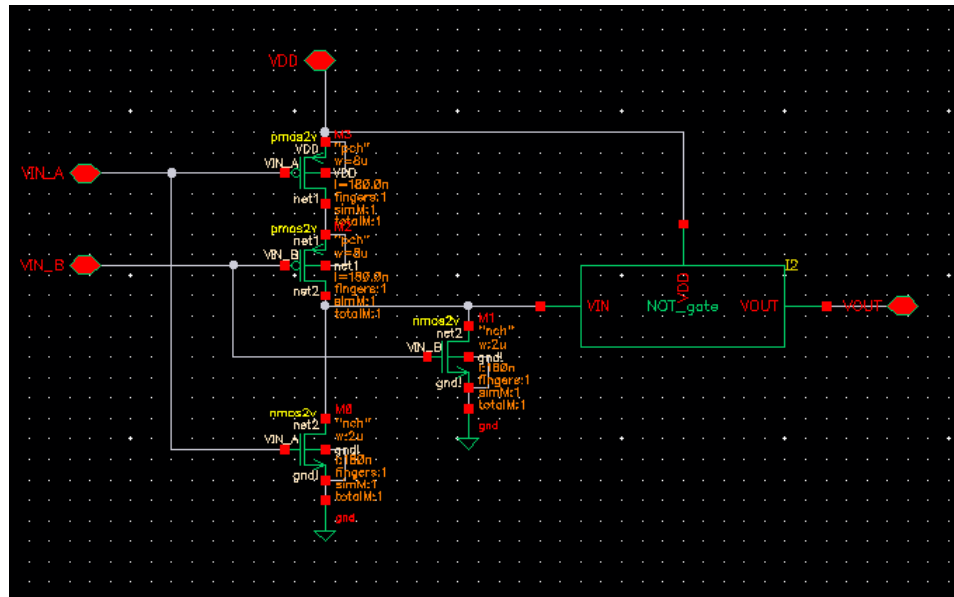 VDD
pmos2v M3
VDD "pch"
w=8u
VIN_A
VIN_A
VDD
l=180.0n
net1 fingers:1
simM:1
totalM:1
pmos2v M2
net1 "pch"
w=8u
VIN_B
VIN_B
net1
l=180.0n
net2 fingers:1
simM:1
totalM:1
I2
VDD
VIN NOT_gate VOUT
VOUT
nmos2v M1
net2 "nch"
w:2u
VIN_B
gnd!
l:180n
gnd! fingers:1
simM:1
totalM:1
gnd
nmos2v M0
net2 "nch"
w:2u
VIN_A
gnd!
l:180n
gnd! fingers:1
simM:1
totalM:1
gnd